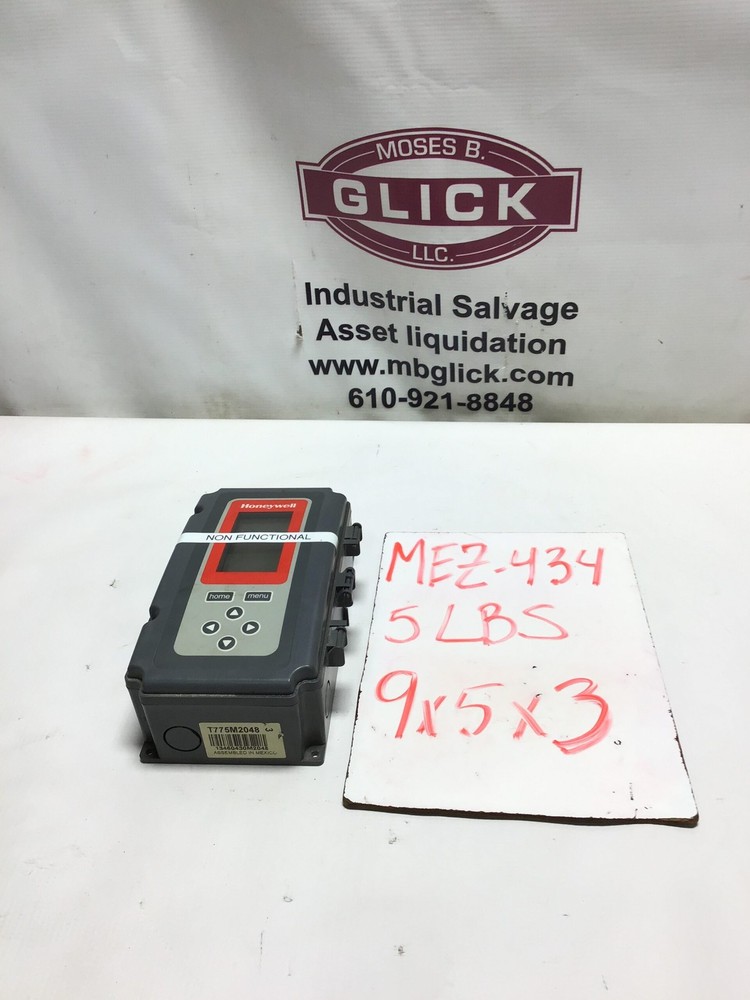 MOSES B.
GLICK
LLC.
Industrial Salvage
Asset liquidation
www.mbglick.com
610-921-8848
Honeywell
NON FUNCTIONAL
home menu
T775M2048 3
ASSEMBLED IN MEXICO
MEZ-434
5 LBS
9x5x3